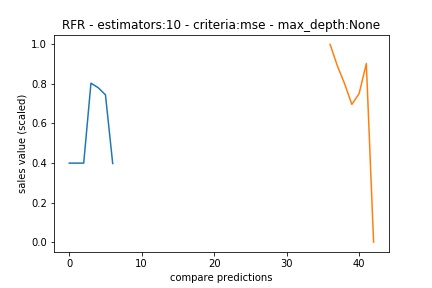 RFR - estimators:10 - criteria:mse - max_depth:None
sales value (scaled)
1.0
0.8
0.6
0.4
0.2
0.0
0 10 20 30 40
compare predictions